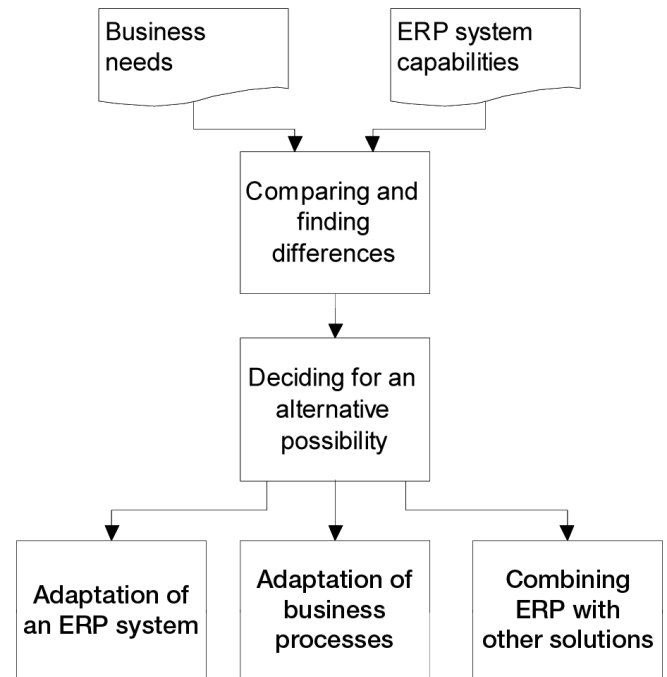 Business
needs
ERP system
capabilities
Comparing and
finding
differences
Deciding for an
alternative
possibility
Adaptation of
an ERP system
Adaptation of
business
processes
Combining
ERP with
other solutions